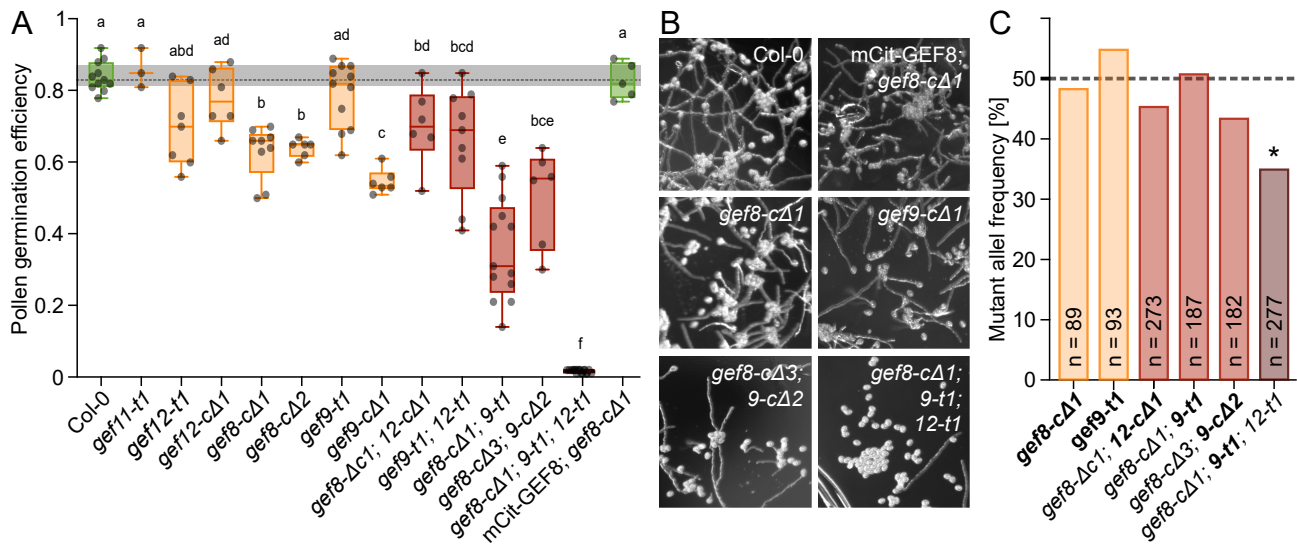 A
Pollen germination efficiency
1
0.8
0.6
0.4
0.2
0
a
a
abd
ad
b
b
ad
c
bd
bcd
e
bce
f
a
Col-0
gef11-t1
gef12-t1
gef12-cΔ1
gef8-cΔ1
gef8-cΔ2
gef9-t1
gef9-cΔ1
gef8-Δc1; 12-cΔ1
gef9-t1; 12-t1
gef8-cΔ1; 9-t1
gef8-cΔ3; 9-cΔ2
gef8-cΔ1; 9-t1; 12-t1
mCit-GEF8; gef8-cΔ1
B
Col-0
mCit-GEF8;
gef8-cΔ1
gef8-cΔ1
gef9-cΔ1
gef8-cΔ3;
9-cΔ2
gef8-cΔ1;
9-t1;
12-t1
C
Mutant allel frequency [%]
50
40
30
20
10
0
n = 89
n = 93
n = 273
n = 187
n = 182
n = 277
*
gef8-cΔ1
gef9-t1
gef8-Δc1; 12-cΔ1
gef8-cΔ1; 9-t1
gef8-cΔ3; 9-cΔ2
gef8-cΔ1; 9-t1; 12-t1